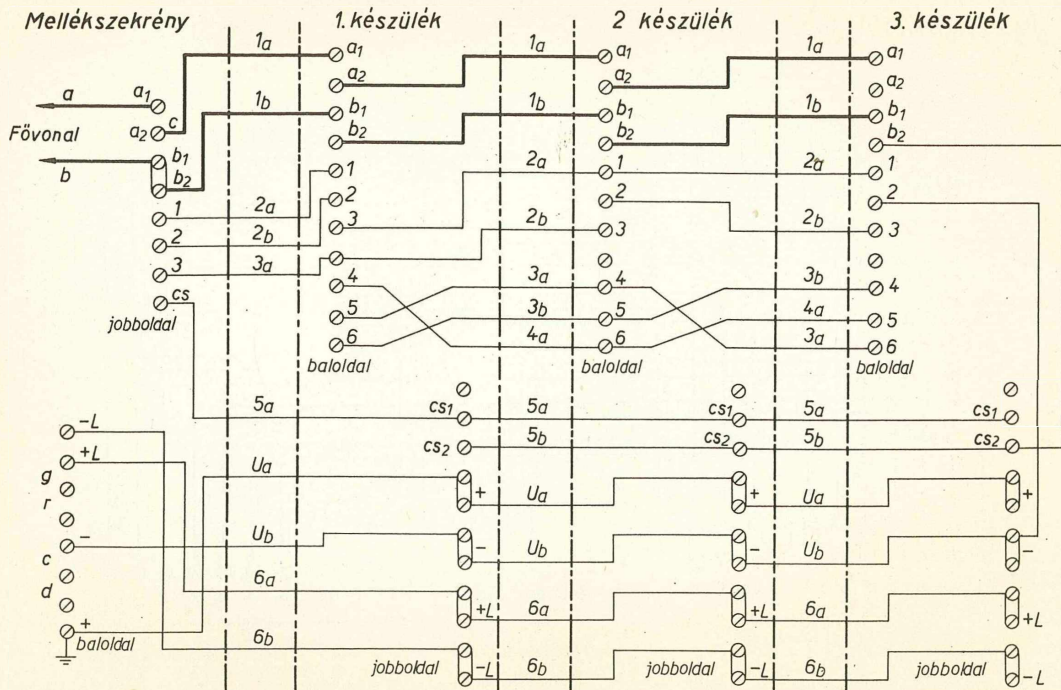 Mellékszekrény 1. készülék 2 készülék 3. készülék
a a1
a2 c
Fővonal
b b1
b2
1
2
3
cs
jobboldal
1a
1b
2a
2b
3a
a1
a2
b1
b2
1
2
3
4
5
6
baloldal
1a
1b
2a
2b
3a
3b
4a
a1
a2
b1
b2
1
2
3
4
5
6
baloldal
1a
1b
2a
2b
3b
4a
3a
a1
a2
b1
b2
1
2
3
4
5
6
baloldal
-L
+L
g
r
-
c
d
+
baloldal
5a
Ua
Ub
6a
6b
cs1
cs2
+
-
+L
-L
jobboldal
5a
5b
Ua
Ub
6a
6b
cs1
cs2
+
-
+L
-L
jobboldal
5a
5b
Ua
Ub
6a
6b
cs1
cs2
+
-
+L
-L
jobboldal